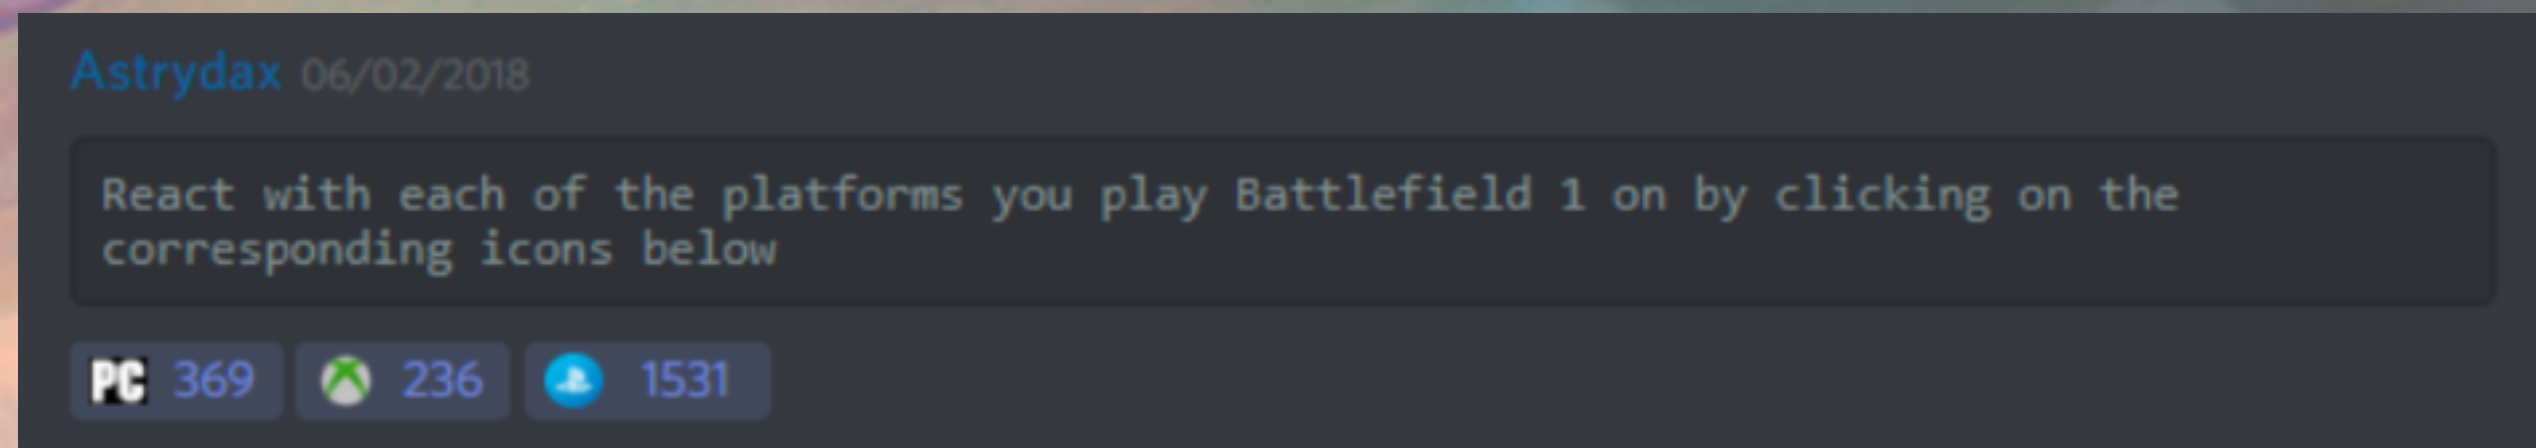 Astrydax 06/02/2018
React with each of the platforms you play Battlefield 1 on by clicking on the
corresponding icons below
PC 369 236 1531